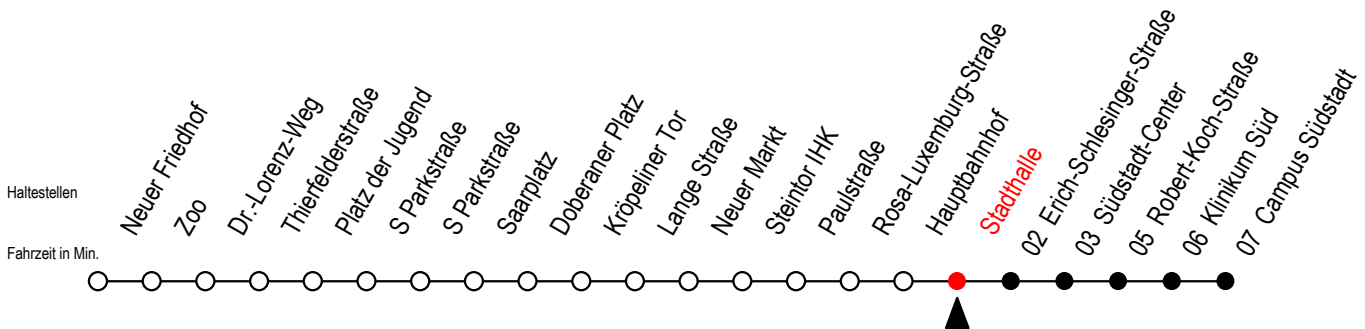 Haltestellen
Fahrzeit in Min.
Neuer Friedhof
Zoo
Dr.-Lorenz-Weg
Thierfelderstraße
Platz der Jugend
S Parkstraße
S Parkstraße
Saarplatz
Doberaner Platz
Kröpeliner Tor
Lange Straße
Neuer Markt
Steintor IHK
Paulstraße
Rosa-Luxemburg-Straße
Hauptbahnhof
Stadthalle
02 Erich-Schlesinger-Straße
03 Südstadt-Center
05 Robert-Koch-Straße
06 Klinikum Süd
07 Campus Südstadt